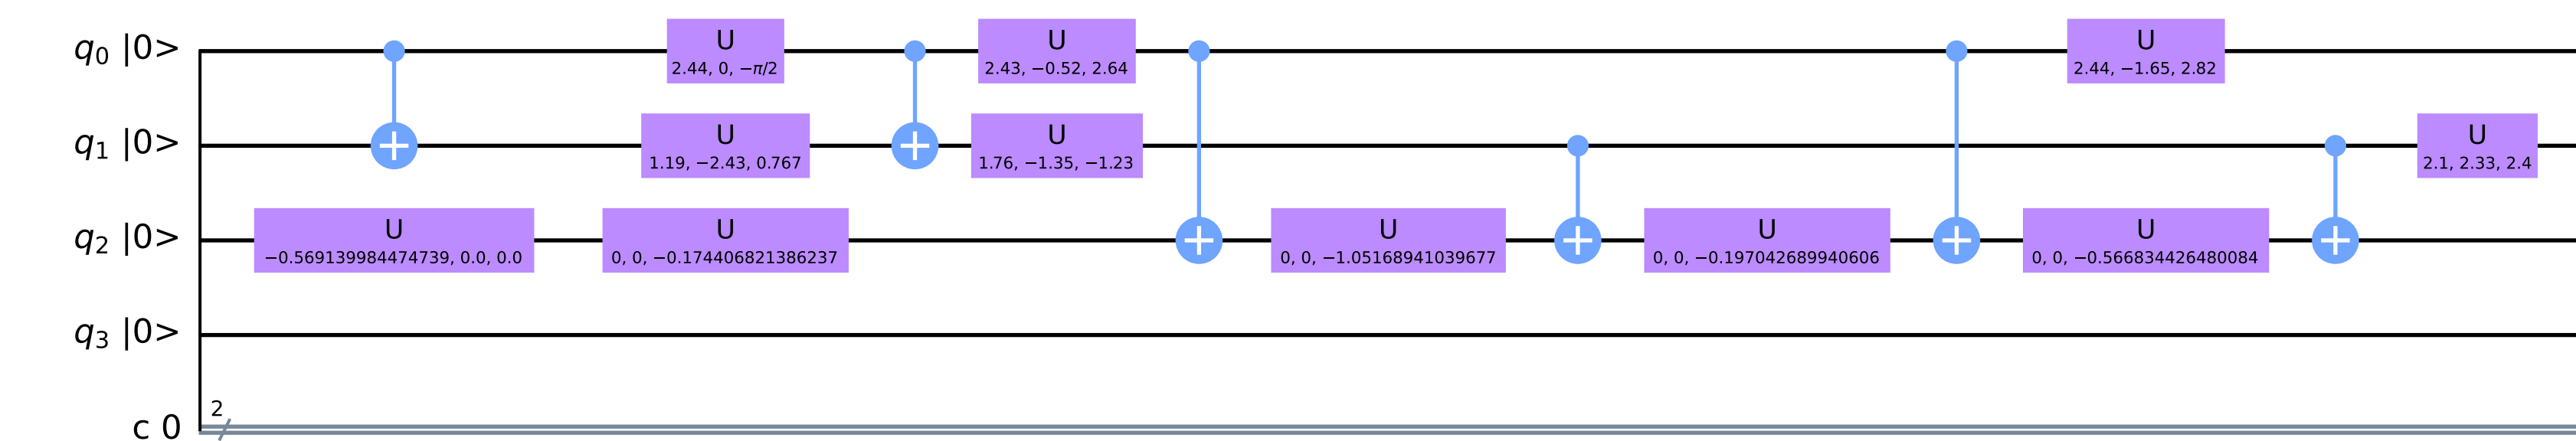 q0 |0>
U
2.44, 0, −π/2
U
2.43, −0.52, 2.64
U
2.44, −1.65, 2.82
q1 |0>
U
1.19, −2.43, 0.767
U
1.76, −1.35, −1.23
U
2.1, 2.33, 2.4
q2 |0>
U
−0.569139984474739, 0.0, 0.0
U
0, 0, −0.174406821386237
U
0, 0, −1.05168941039677
U
0, 0, −0.197042689940606
U
0, 0, −0.566834426480084
q3 |0>
2
c 0